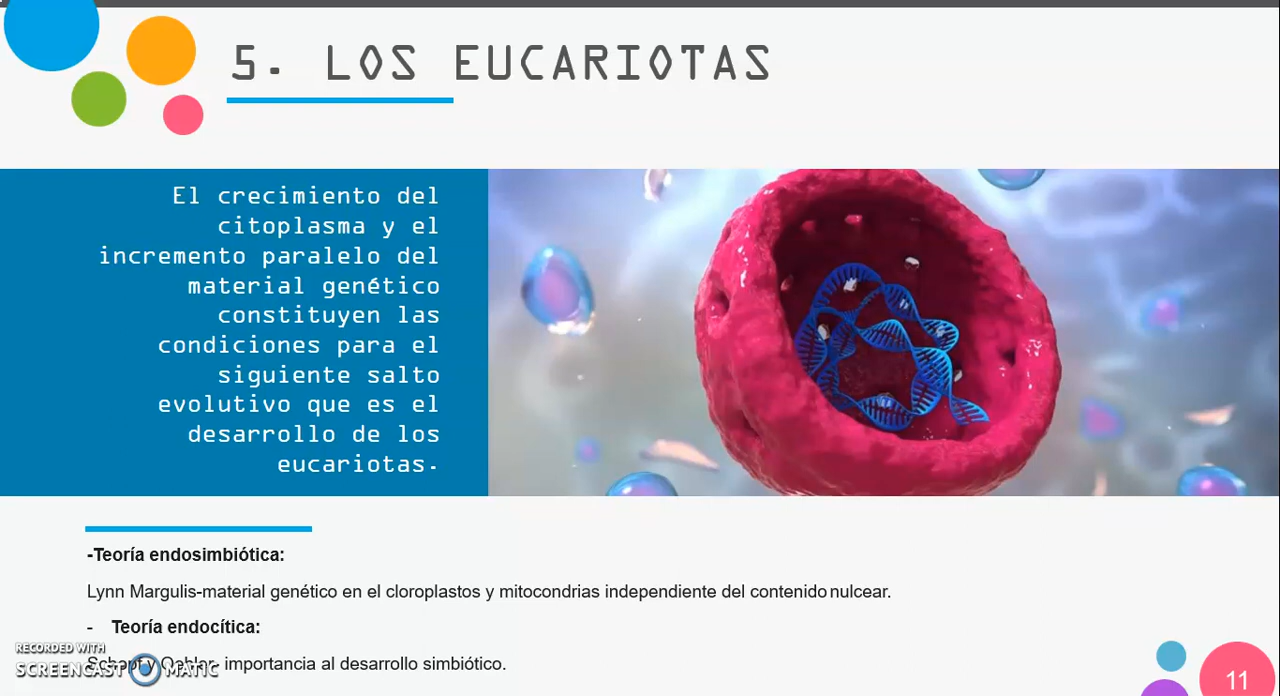 5. LOS EUCARIOTAS
El crecimiento del
citoplasma y el
incremento paralelo del
material genético
constituyen las
condiciones para el
siguiente salto
evolutivo que es el
desarrollo de los
eucariotas.
-Teoría endosimbiótica:
Lynn Margulis-material genético en el cloroplastos y mitocondrias independiente del contenido nulcear.
- Teoría endocítica:
RECORDED WITH
y importancia al desarrollo simbiótico.
SCREENCAST MATIC
11